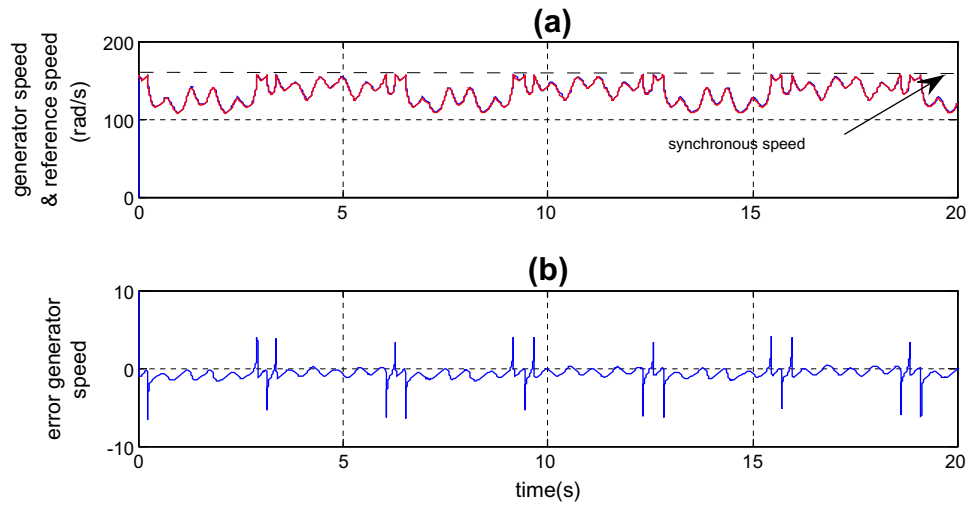 (a)
generator speed
& reference speed
(rad/s)
200
100
0
synchronous speed
0
5
10
15
20
(b)
error generator
speed
10
0
-10
0
5
10
15
20
time(s)